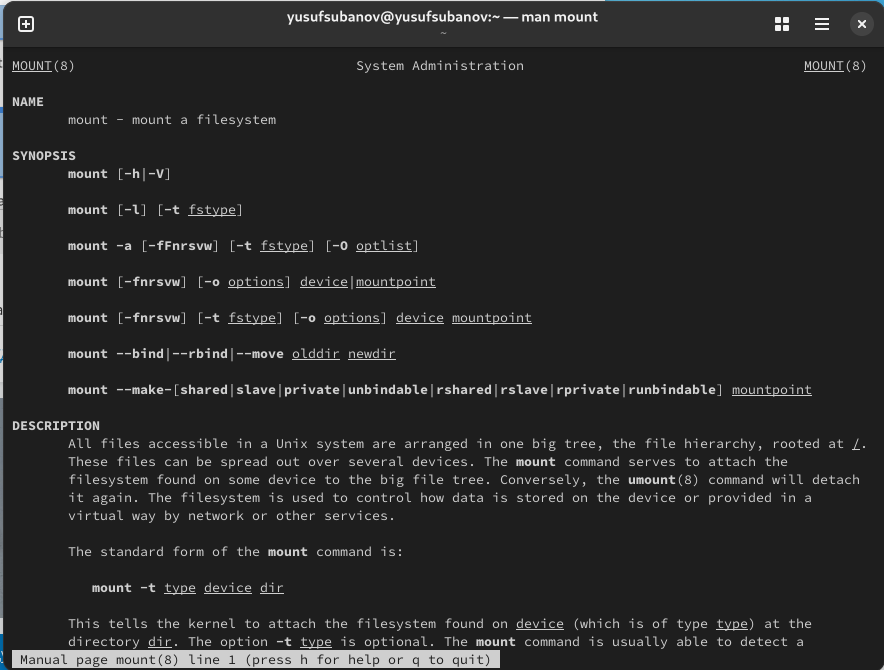 yusufsubanov@yusufsubanov:~ — man mount
~
MOUNT(8) System Administration MOUNT(8)
NAME
mount - mount a filesystem
SYNOPSIS
mount [-h|-V]
mount [-l] [-t fstype]
mount -a [-fFnrsvw] [-t fstype] [-O optlist]
mount [-fnrsvw] [-o options] device|mountpoint
mount [-fnrsvw] [-t fstype] [-o options] device mountpoint
mount --bind|--rbind|--move olddir newdir
mount --make-[shared|slave|private|unbindable|rshared|rslave|rprivate|runbindable] mountpoint
DESCRIPTION
All files accessible in a Unix system are arranged in one big tree, the file hierarchy, rooted at /.
These files can be spread out over several devices. The mount command serves to attach the
filesystem found on some device to the big file tree. Conversely, the umount(8) command will detach
it again. The filesystem is used to control how data is stored on the device or provided in a
virtual way by network or other services.
The standard form of the mount command is:
mount -t type device dir
This tells the kernel to attach the filesystem found on device (which is of type type) at the
directory dir. The option -t type is optional. The mount command is usually able to detect a
Manual page mount(8) line 1 (press h for help or q to quit)